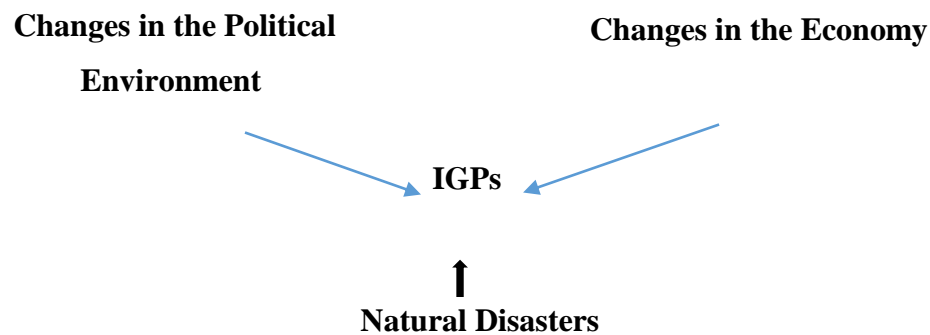 Changes in the Political
Environment
Changes in the Economy
IGPs
Natural Disasters